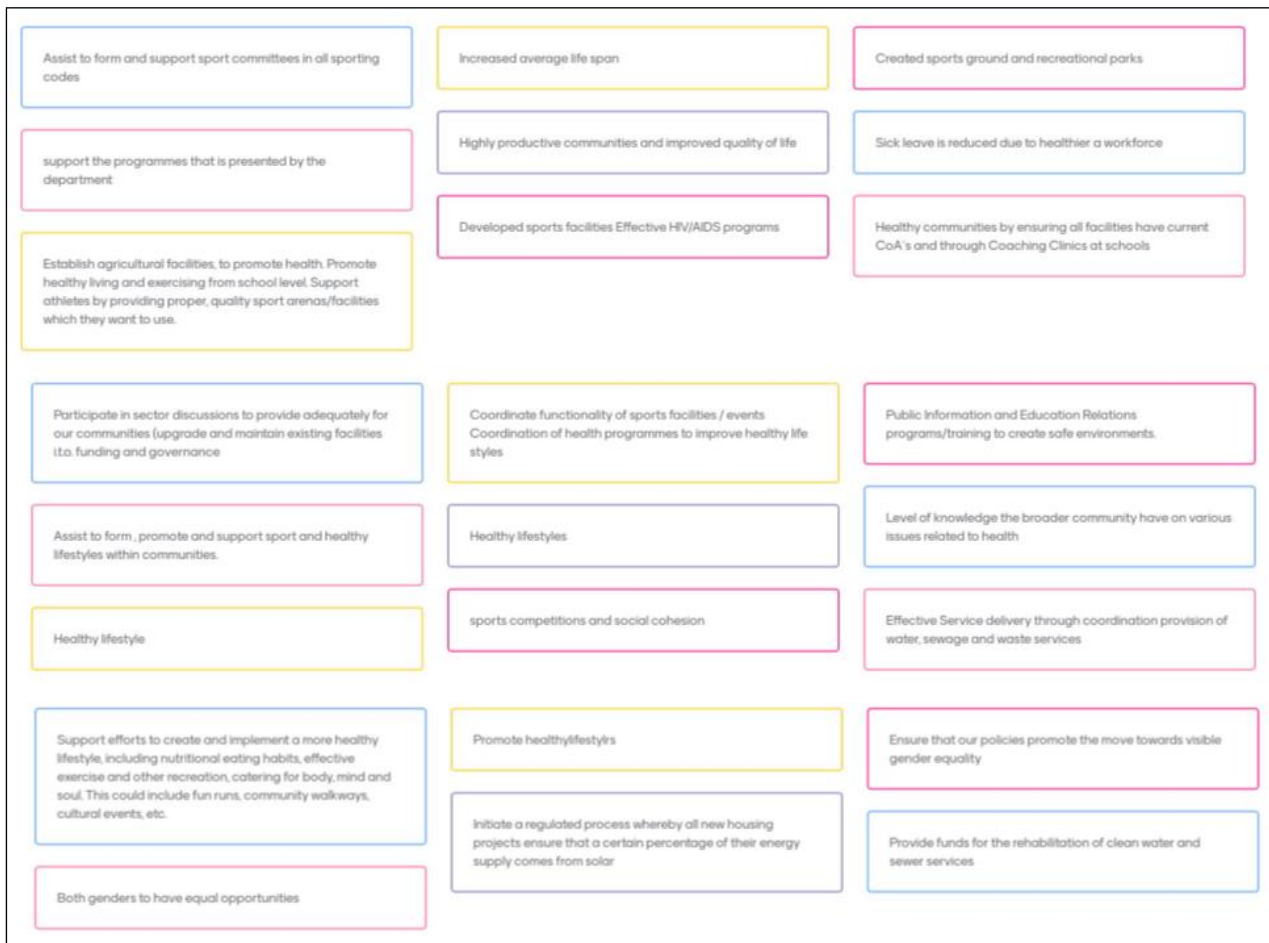 Assist to form and support sport committees in all sporting
codes
support the programmes that is presented by the
department
Establish agricultural facilities, to promote health. Promote
healthy living and exercising from school level. Support
athletes by providing proper, quality sport arenas/facilities
which they want to use.
Increased average life span
Highly productive communities and improved quality of life
Developed sports facilities Effective HIV/AIDS programs
Created sports ground and recreational parks
Sick leave is reduced due to healthier a workforce
Healthy communities by ensuring all facilities have current
CoA's and through Coaching Clinics at schools
Participate in sector discussions to provide adequately for
our communities (upgrade and maintain existing facilities
i.t.o. funding and governance
Assist to form , promote and support sport and healthy
lifestyles within communities.
Healthy lifestyle
Coordinate functionality of sports facilities / events
Coordination of health programmes to improve healthy life
styles
Healthy lifestyles
sports competitions and social cohesion
Public Information and Education Relations
programs/training to create safe environments.
Level of knowledge the broader community have on various
issues related to health
Effective Service delivery through coordination provision of
water, sewage and waste services
Support efforts to create and implement a more healthy
lifestyle, including nutritional eating habits, effective
exercise and other recreation, catering for body, mind and
soul. This could include fun runs, community walkways,
cultural events, etc.
Both genders to have equal opportunities
Promote healthylifestylrs
Initiate a regulated process whereby all new housing
projects ensure that a certain percentage of their energy
supply comes from solar
Ensure that our policies promote the move towards visible
gender equality
Provide funds for the rehabilitation of clean water and
sewer services